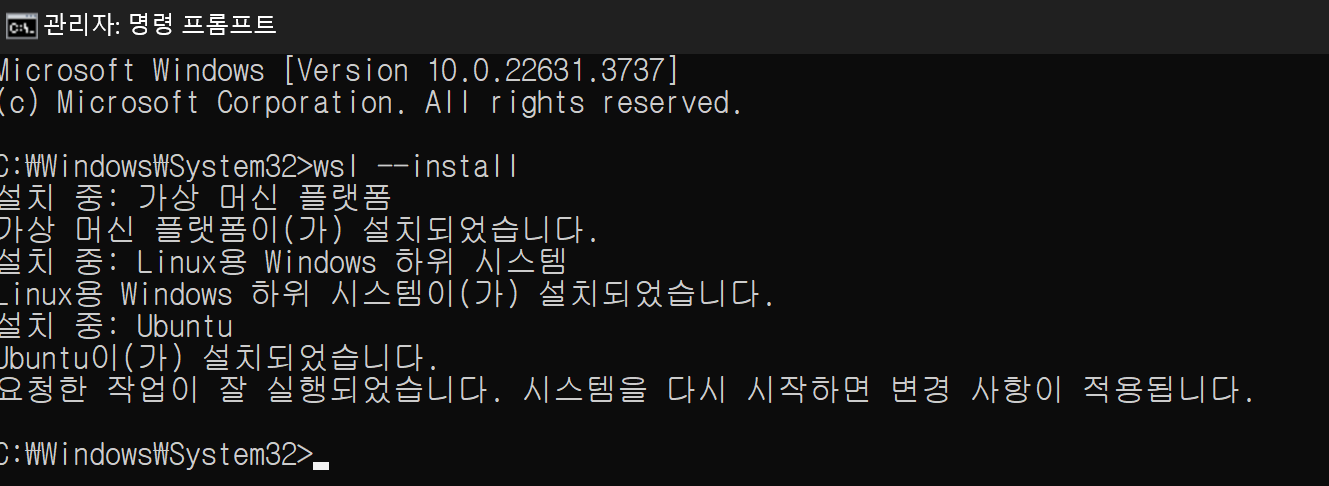 관리자: 명령 프롬프트
Microsoft Windows [Version 10.0.22631.3737]
(c) Microsoft Corporation. All rights reserved.
C:₩Windows₩System32>wsl --install
설치 중: 가상 머신 플랫폼
가상 머신 플랫폼이(가) 설치되었습니다.
설치 중: Linux용 Windows 하위 시스템
Linux용 Windows 하위 시스템이(가) 설치되었습니다.
설치 중: Ubuntu
Ubuntu이(가) 설치되었습니다.
요청한 작업이 잘 실행되었습니다. 시스템을 다시 시작하면 변경 사항이 적용됩니다.
C:₩Windows₩System32>